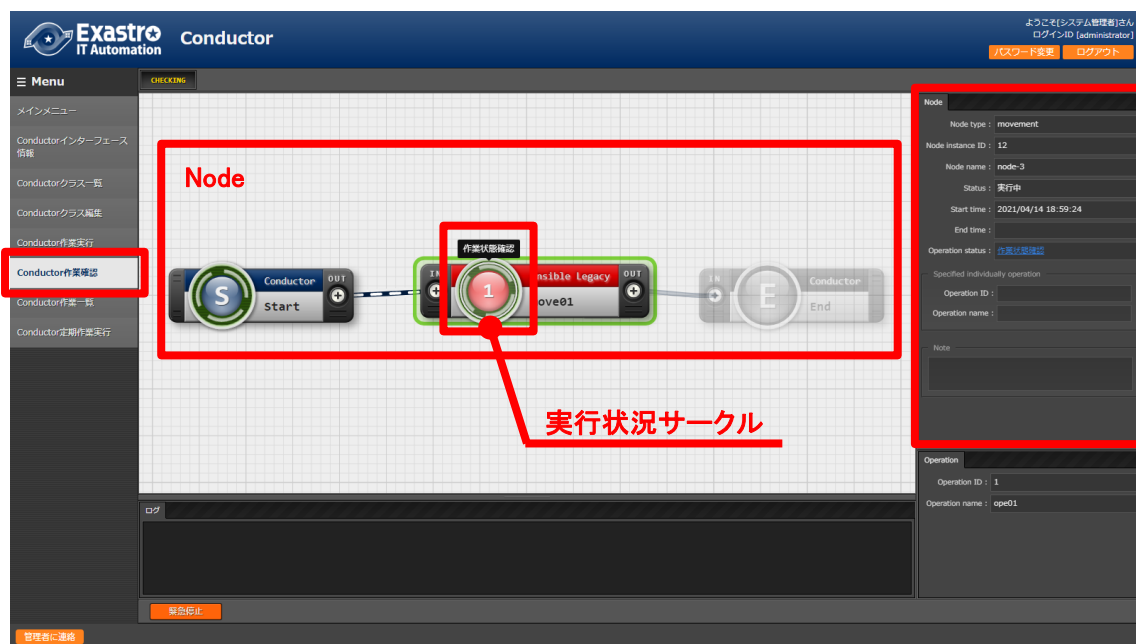 Exastro
IT Automation
Conductor
ようこそ[システム管理者]さん
ログインID [administrator]
パスワード変更
ログアウト
Menu
メインメニュー
Conductorインターフェース
情報
Conductorクラス一覧
Conductorクラス編集
Conductor作業実行
Conductor作業確認
Conductor作業一覧
Conductor定期作業実行
CHECKING
Node
作業状態確認
S
Conductor
OUT
Start
IN
1
nsible Legacy
OUT
ove01
IN
E
Conductor
End
実行状況サークル
ログ
緊急停止
Node
Node type : movement
Node instance ID : 12
Node name : node-3
Status : 実行中
Start time : 2021/04/14 18:59:24
End time :
Operation status : 作業状態確認
Specified individually operation
Operation ID :
Operation name :
Note
Operation
Operation ID : 1
Operation name : ope01
管理者に連絡